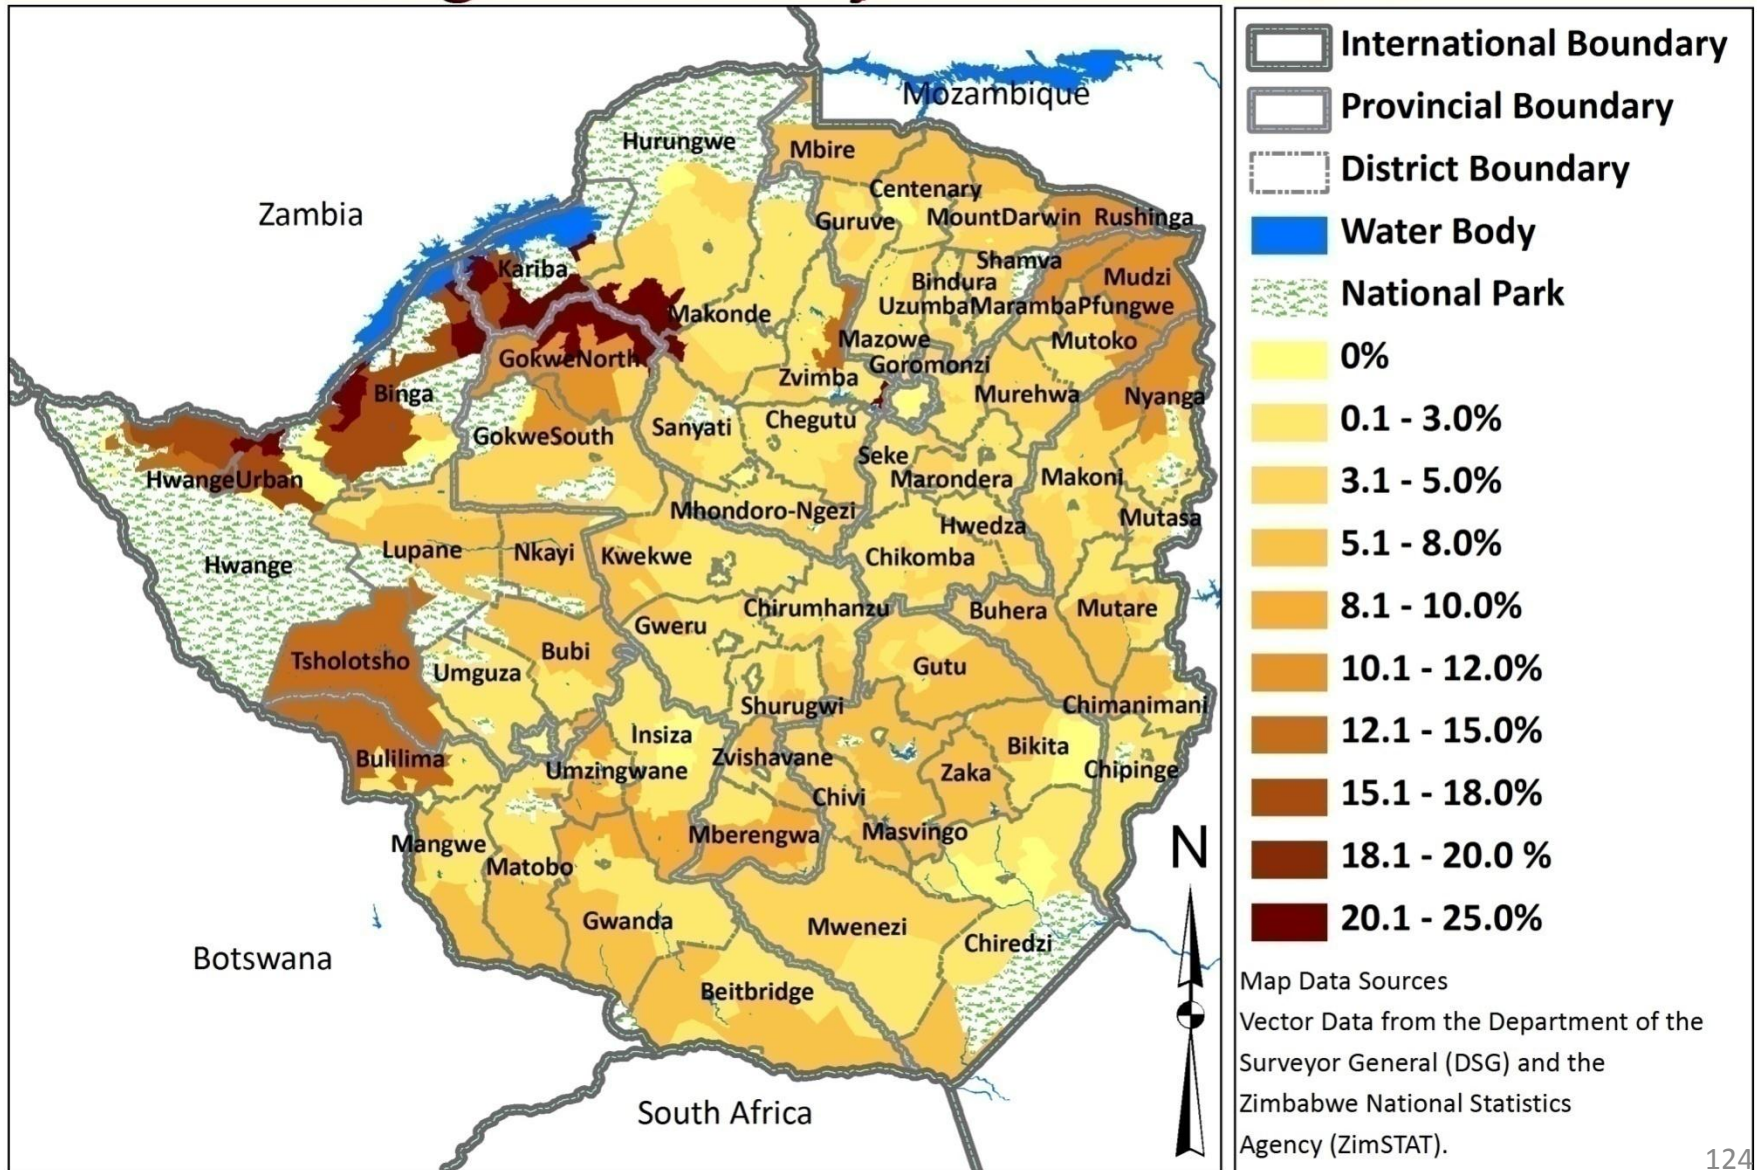 Mozambique
Zambia
Hurungwe
Mbire
Centenary
Guruve
MountDarwin
Rushinga
Kariba
Shamva
Bindura
Mudzi
UzumbaMarambaPfungwe
Makonde
Mazowe
Mutoko
GokweNorth
Goromonzi
Zvimba
Murehwa
Nyanga
Binga
Chegutu
Sanyati
GokweSouth
Seke
Marondera
Makoni
HwangeUrban
Mhondoro-Ngezi
Hwedza
Mutasa
Lupane
Nkayi
Kwekwe
Chikomba
Hwange
Chirumhanzu
Buhera
Mutare
Gweru
Tsholotsho
Bubi
Umguza
Gutu
Shurugwi
Chimanimani
Insiza
Bulilima
Zvishavane
Bikita
Umzingwane
Zaka
Chipinge
Chivi
Mberengwa
Masvingo
Mangwe
Matobo
N
Gwanda
Mwenezi
Chiredzi
Botswana
Beitbridge
South Africa
International Boundary
Provincial Boundary
District Boundary
Water Body
National Park
0%
0.1 - 3.0%
3.1 - 5.0%
5.1 - 8.0%
8.1 - 10.0%
10.1 - 12.0%
12.1 - 15.0%
15.1 - 18.0%
18.1 - 20.0 %
20.1 - 25.0%
Map Data Sources
Vector Data from the Department of the
Surveyor General (DSG) and the
Zimbabwe National Statistics
Agency (ZimSTAT).
124